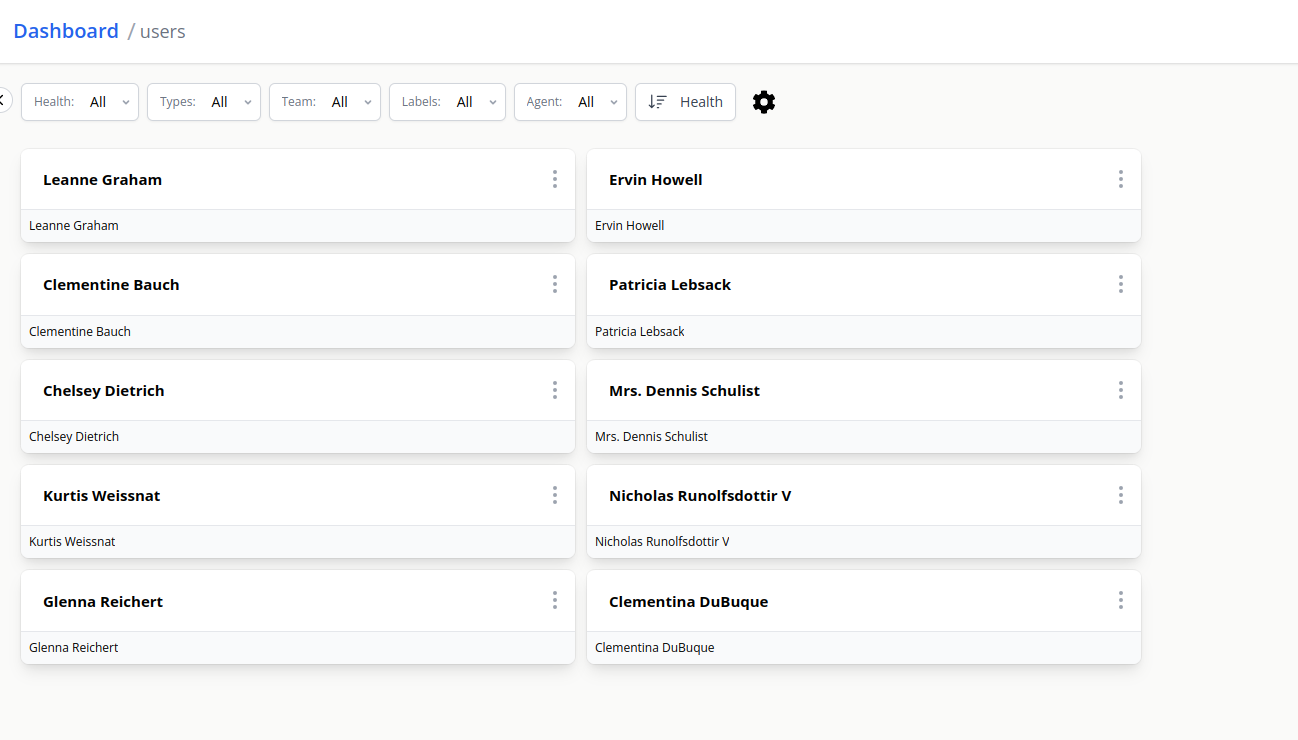 Dashboard / users
Health: All Types: All Team: All Labels: All Agent: All Health
Leanne Graham
Leanne Graham
Ervin Howell
Ervin Howell
Clementine Bauch
Clementine Bauch
Patricia Lebsack
Patricia Lebsack
Chelsey Dietrich
Chelsey Dietrich
Mrs. Dennis Schulist
Mrs. Dennis Schulist
Kurtis Weissnat
Kurtis Weissnat
Nicholas Runolfsdottir V
Nicholas Runolfsdottir V
Glenna Reichert
Glenna Reichert
Clementina DuBuque
Clementina DuBuque